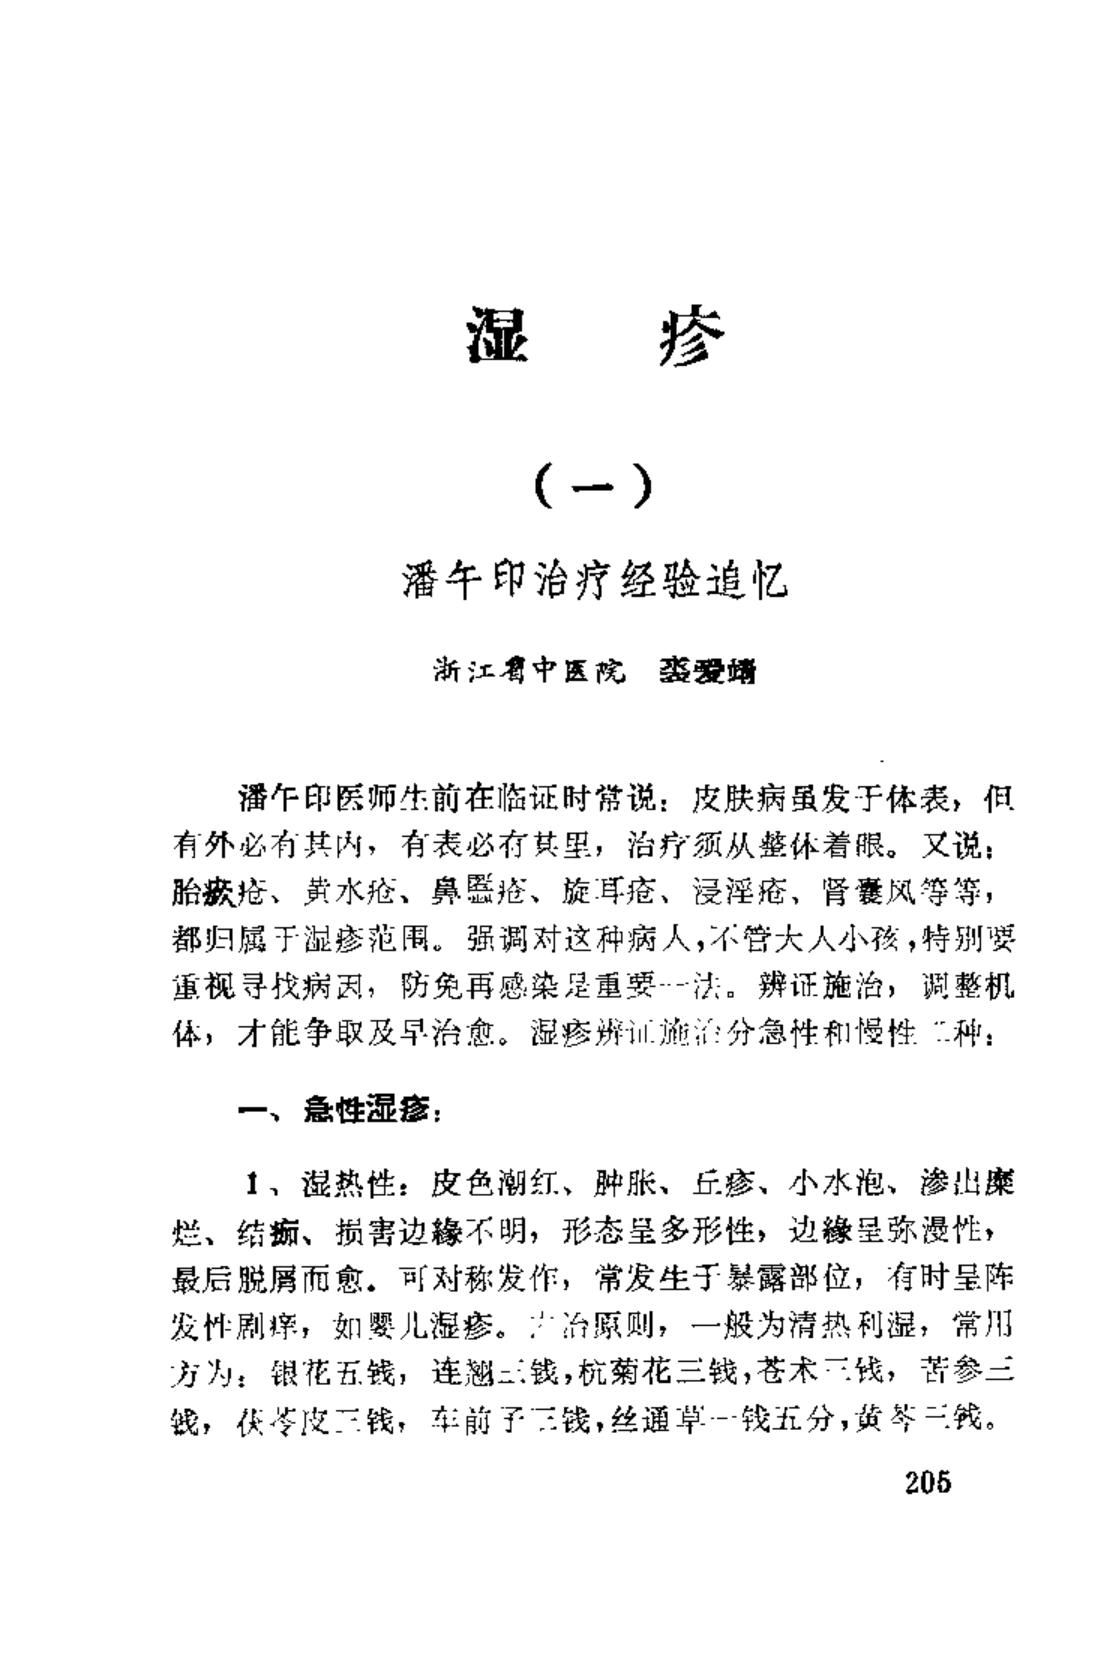 湿 疹
（一）
潘午印治疗经验追忆
浙江省中医院 裘爱靖
潘午印医师生前在临证时常说：皮肤病虽发于体表，但
有外必有其内，有表必有其里，治疗须从整体着眼。又说：
胎癜疮、黄水疮、鼻䘌疮、旋耳疮、浸淫疮、肾囊风等等，
都归属于湿疹范围。强调对这种病人，不管大人小孩，特别要
重视寻找病因，防免再感染是重要一法。辨证施治，调整机
体，才能争取及早治愈。湿疹辨证施治分急性和慢性二种：
一、急性湿疹：
1、湿热性：皮色潮红、肿胀、丘疹、小水泡、渗出糜
烂、结痂、损害边缘不明，形态呈多形性，边缘呈弥漫性，
最后脱屑而愈。可对称发作，常发生于暴露部位，有时呈阵
发性剧痒，如婴儿湿疹。治原则，一般为清热利湿，常用
方为：银花五钱，连翘三钱，杭菊花三钱，苍术三钱，苦参三
钱，茯苓皮三钱，车前子三钱，丝通草一钱五分，黄芩三钱。
205